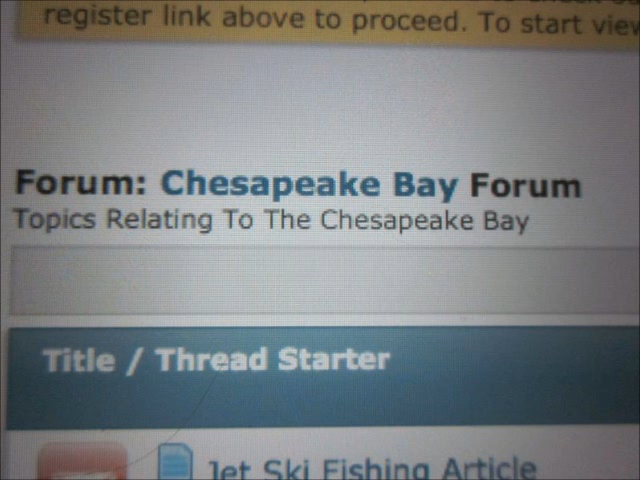 register link above to proceed. To start view
Forum: Chesapeake Bay Forum
Topics Relating To The Chesapeake Bay
Title / Thread Starter
Jet Ski Fishing Article